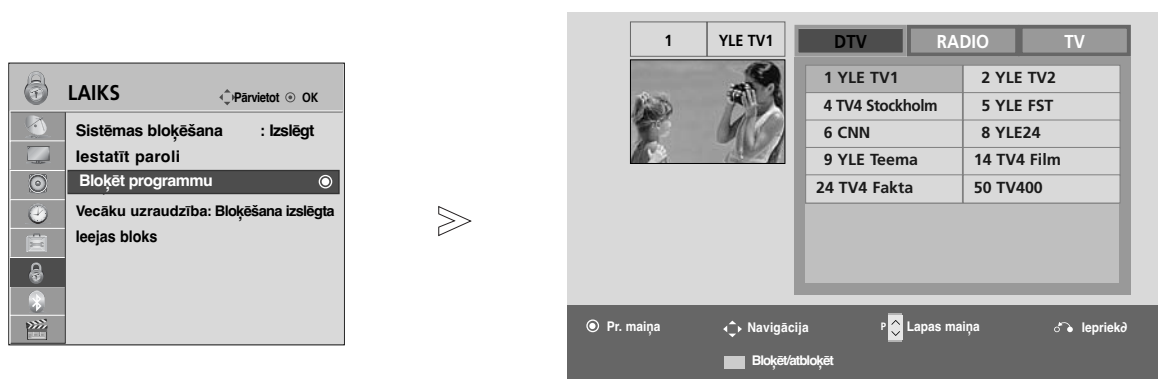 LAIKS Pārvietot OK
Sistēmas bloķēšana : Izslēgt
Iestatīt paroli
Bloķēt programmu
Vecāku uzraudzība: Bloķēšana izslēgta
Ieejas bloks
1 YLE TV1
DTV RADIO TV
1 YLE TV1 2 YLE TV2
4 TV4 Stockholm 5 YLE FST
6 CNN 8 YLE24
9 YLE Teema 14 TV4 Film
24 TV4 Fakta 50 TV400
Pr. maiņa Navigācija P Lapas maiņa Iepriek∂
Bloķēt/atbloķēt